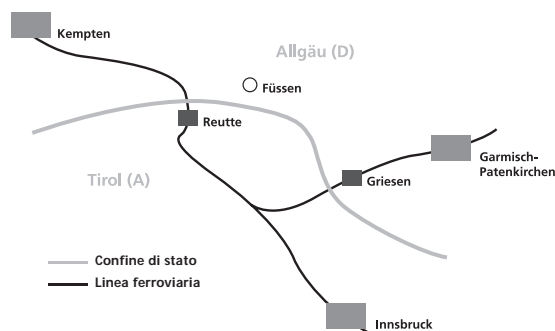 Kempten
Allgäu (D)
Füssen
Reutte
Garmisch-
Patenkirchen
Tirol (A)
Griesen
Confine di stato
Linea ferroviaria
Innsbruck